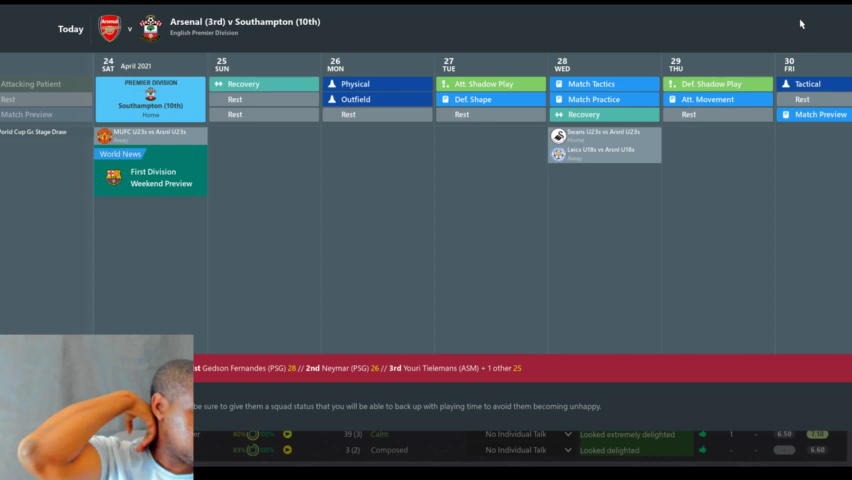 Today
Arsenal
v
Arsenal (3rd) v Southampton (10th)
English Premier Division
24
SAT
April 2021
25
SUN
26
MON
27
TUE
28
WED
29
THU
30
FRI
Attacking Patient
PREMIER DIVISION
Southampton (10th)
Home
Recovery
Physical
Att. Shadow Play
Match Tactics
Def. Shadow Play
Tactical
Rest
Rest
Outfield
Def. Shape
Match Practice
Att. Movement
Rest
Match Preview
Rest
Rest
Rest
Recovery
Rest
Match Preview
orld Cup Gr. Stage Draw
MUFC U23s vs Arsnl U23s
Away
Swans U23s vs Arsnl U23s
Home
Leics U18s vs Arsnl U18s
Away
World News
First Division
Weekend Preview
st Gedson Fernandes (PSG) 28 // 2nd Neymar (PSG) 26 // 3rd Youri Tielemans (ASM) + 1 other 25
be sure to give them a squad status that you will be able to back up with playing time to avoid them becoming unhappy.
39 (3) Calm No Individual Talk Looked extremely delighted 1 - 6.50 7.10
3 (2) Composed No Individual Talk Looked delighted - - - 6.60